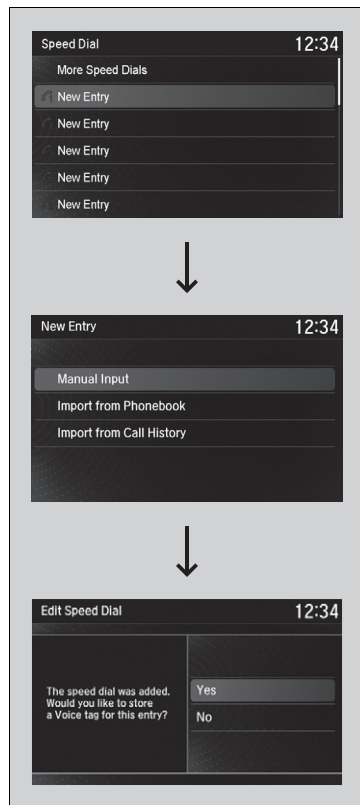 Speed Dial 12:34
More Speed Dials
New Entry
New Entry
New Entry
New Entry
New Entry
New Entry 12:34
Manual Input
Import from Phonebook
Import from Call History
Edit Speed Dial 12:34
The speed dial was added.
Would you like to store
a Voice tag for this entry?
Yes
No